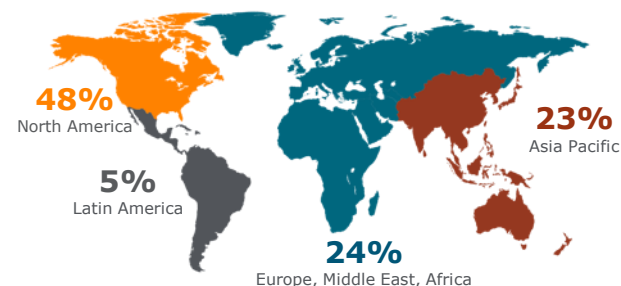 48%
North America
5%
Latin America
23%
Asia Pacific
24%
Europe, Middle East, Africa